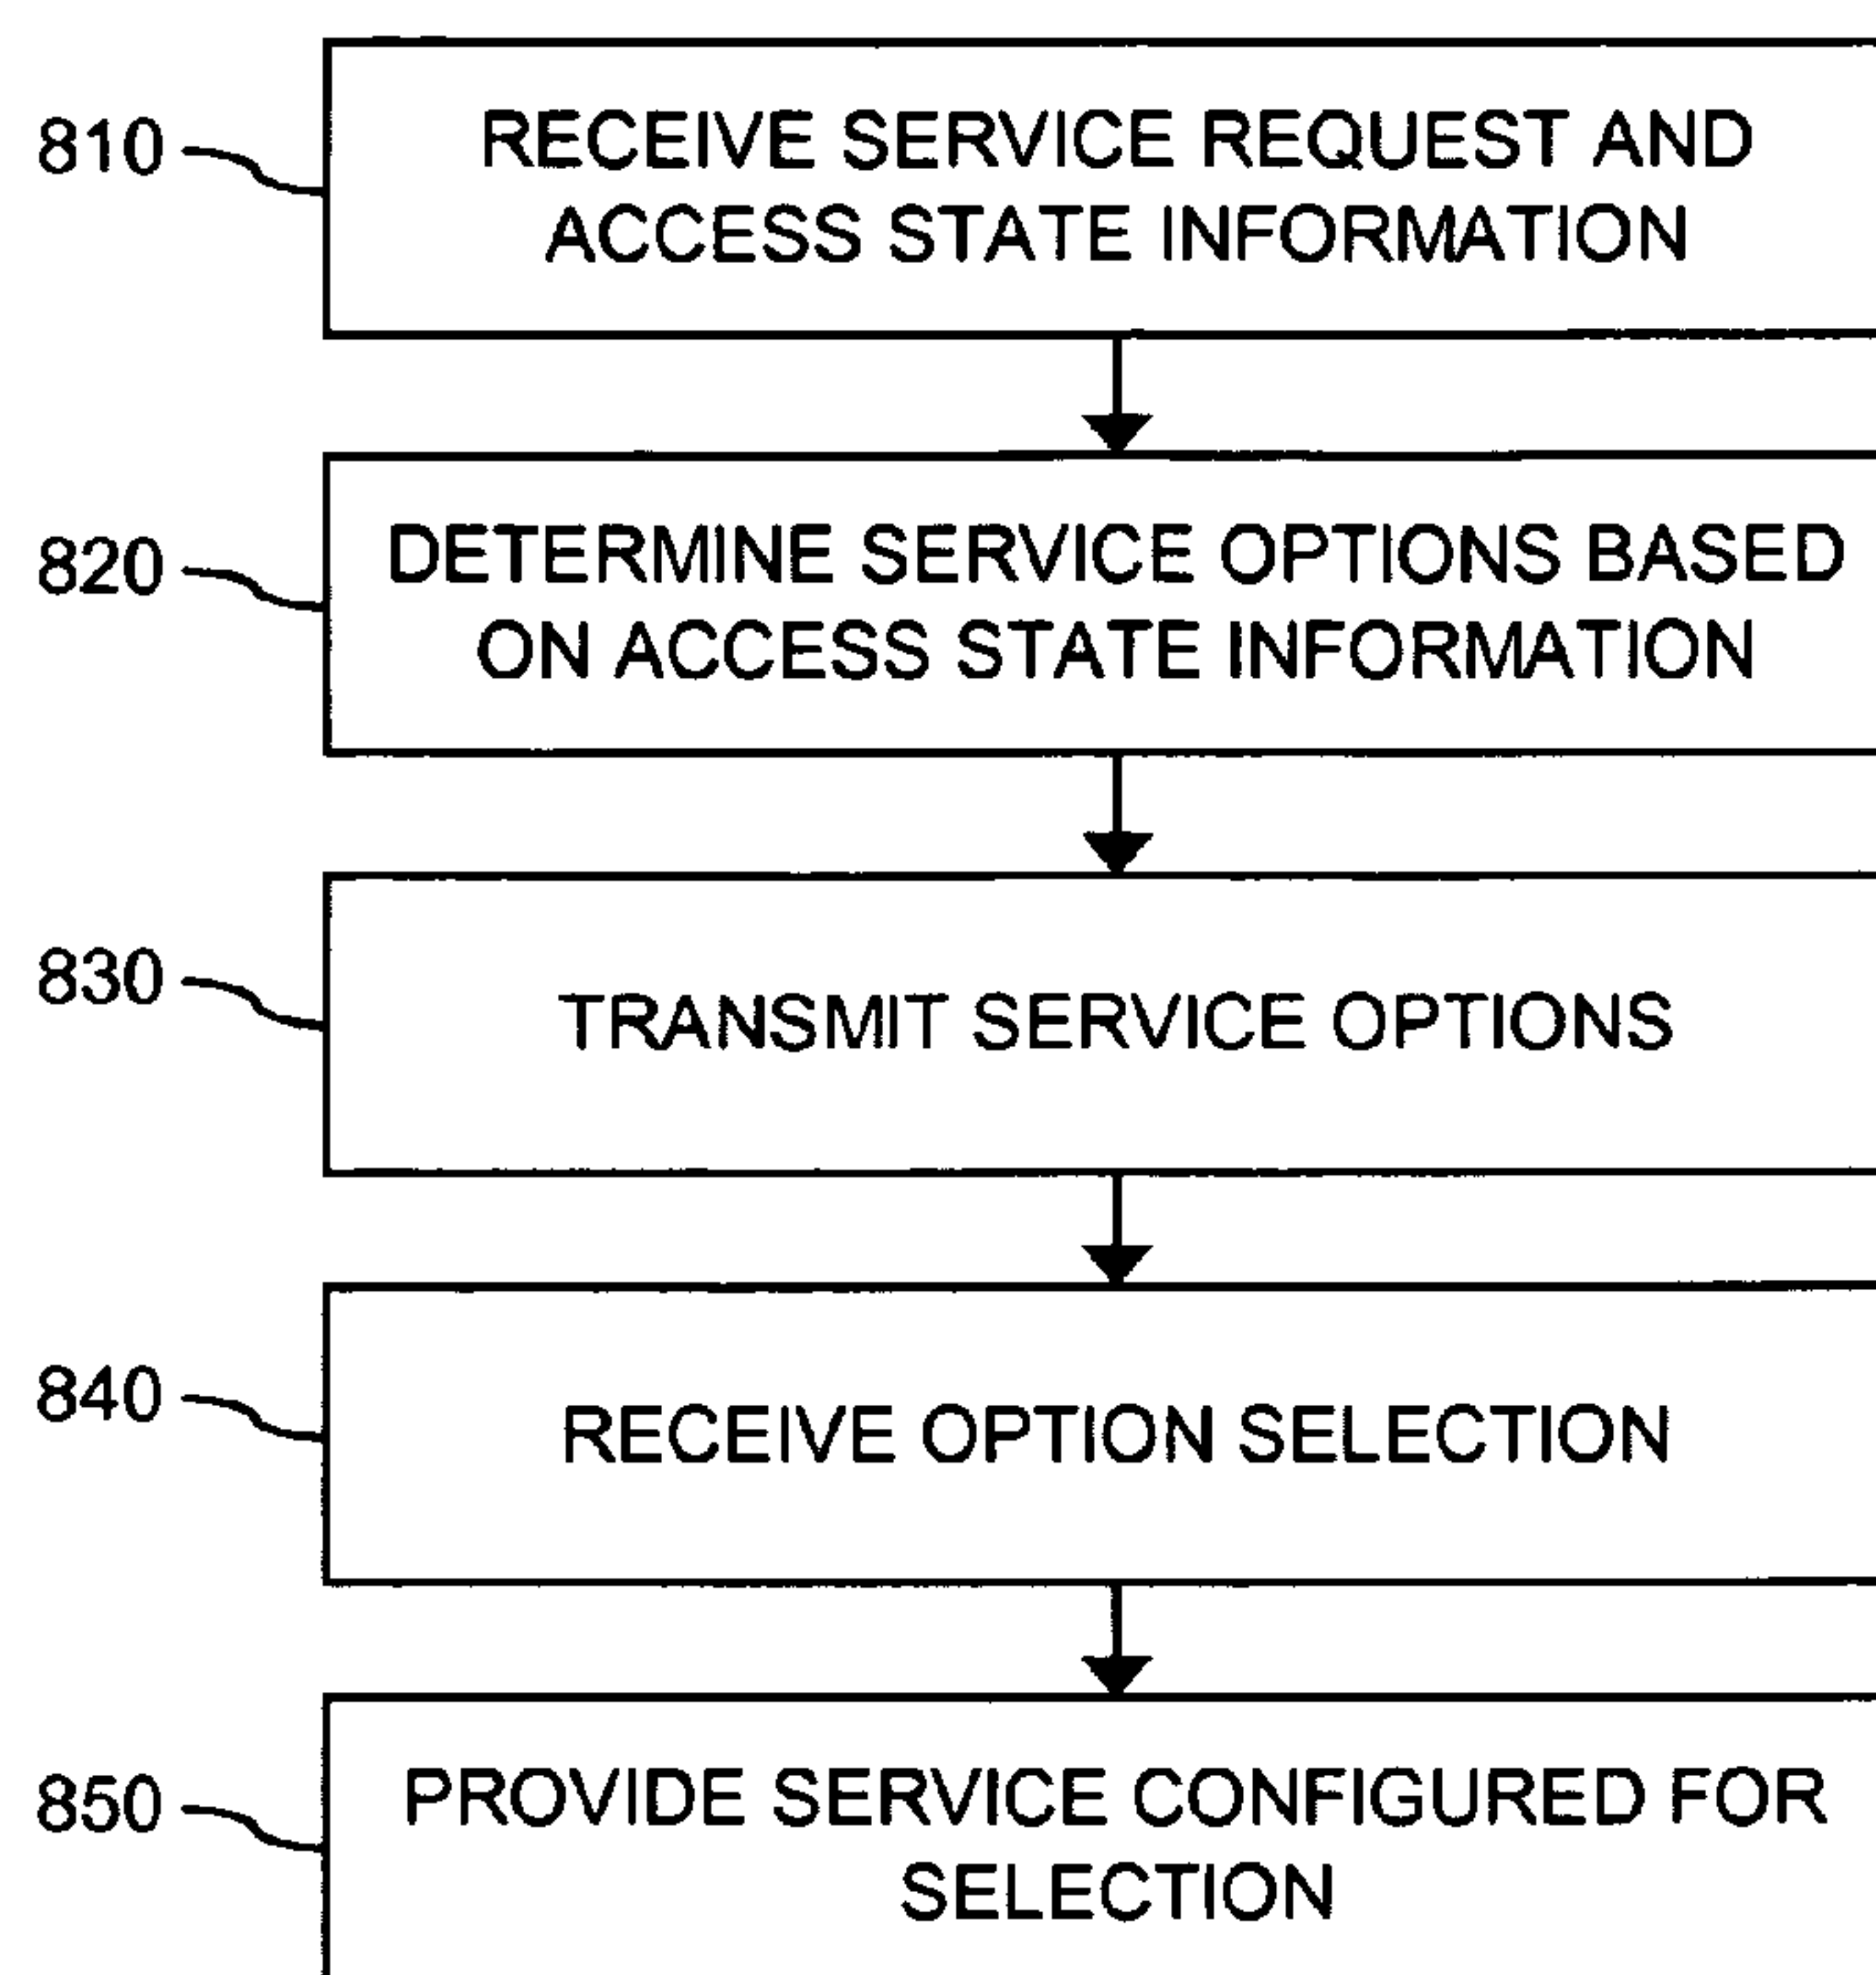 810
RECEIVE SERVICE REQUEST AND
ACCESS STATE INFORMATION
820
DETERMINE SERVICE OPTIONS BASED
ON ACCESS STATE INFORMATION
830
TRANSMIT SERVICE OPTIONS
840
RECEIVE OPTION SELECTION
850
PROVIDE SERVICE CONFIGURED FOR
SELECTION